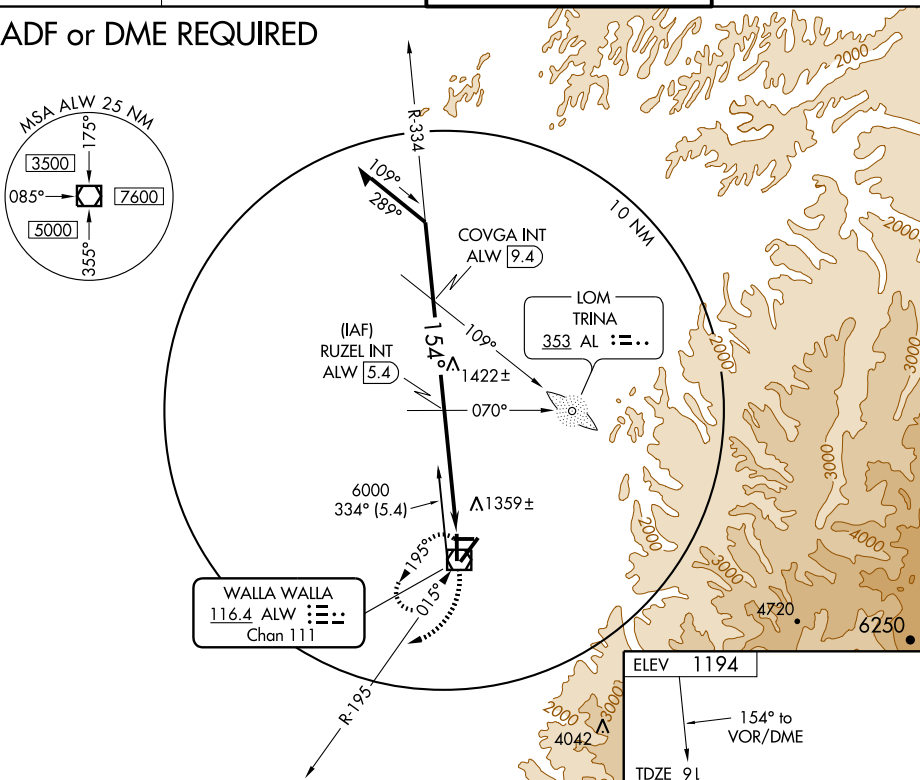 ADF or DME REQUIRED
MSA ALW 25 NM
175°
3500
085°
7600
5000
355°
R-334
109°
289°
10 NM
COVGA INT
ALW 9.4
LOM
TRINA
353 AL
154°
109°
(IAF)
RUZEL INT
ALW 5.4
1422±
070°
6000
334° (5.4)
1359±
195°
015°
WALLA WALLA
116.4 ALW
Chan 111
R-195
2000
2000
2000
3000
2000
3000
2000
3000
4000
4720
6250
2000
3000
4042
ELEV 1194
154° to
VOR/DME
TDZE 9L